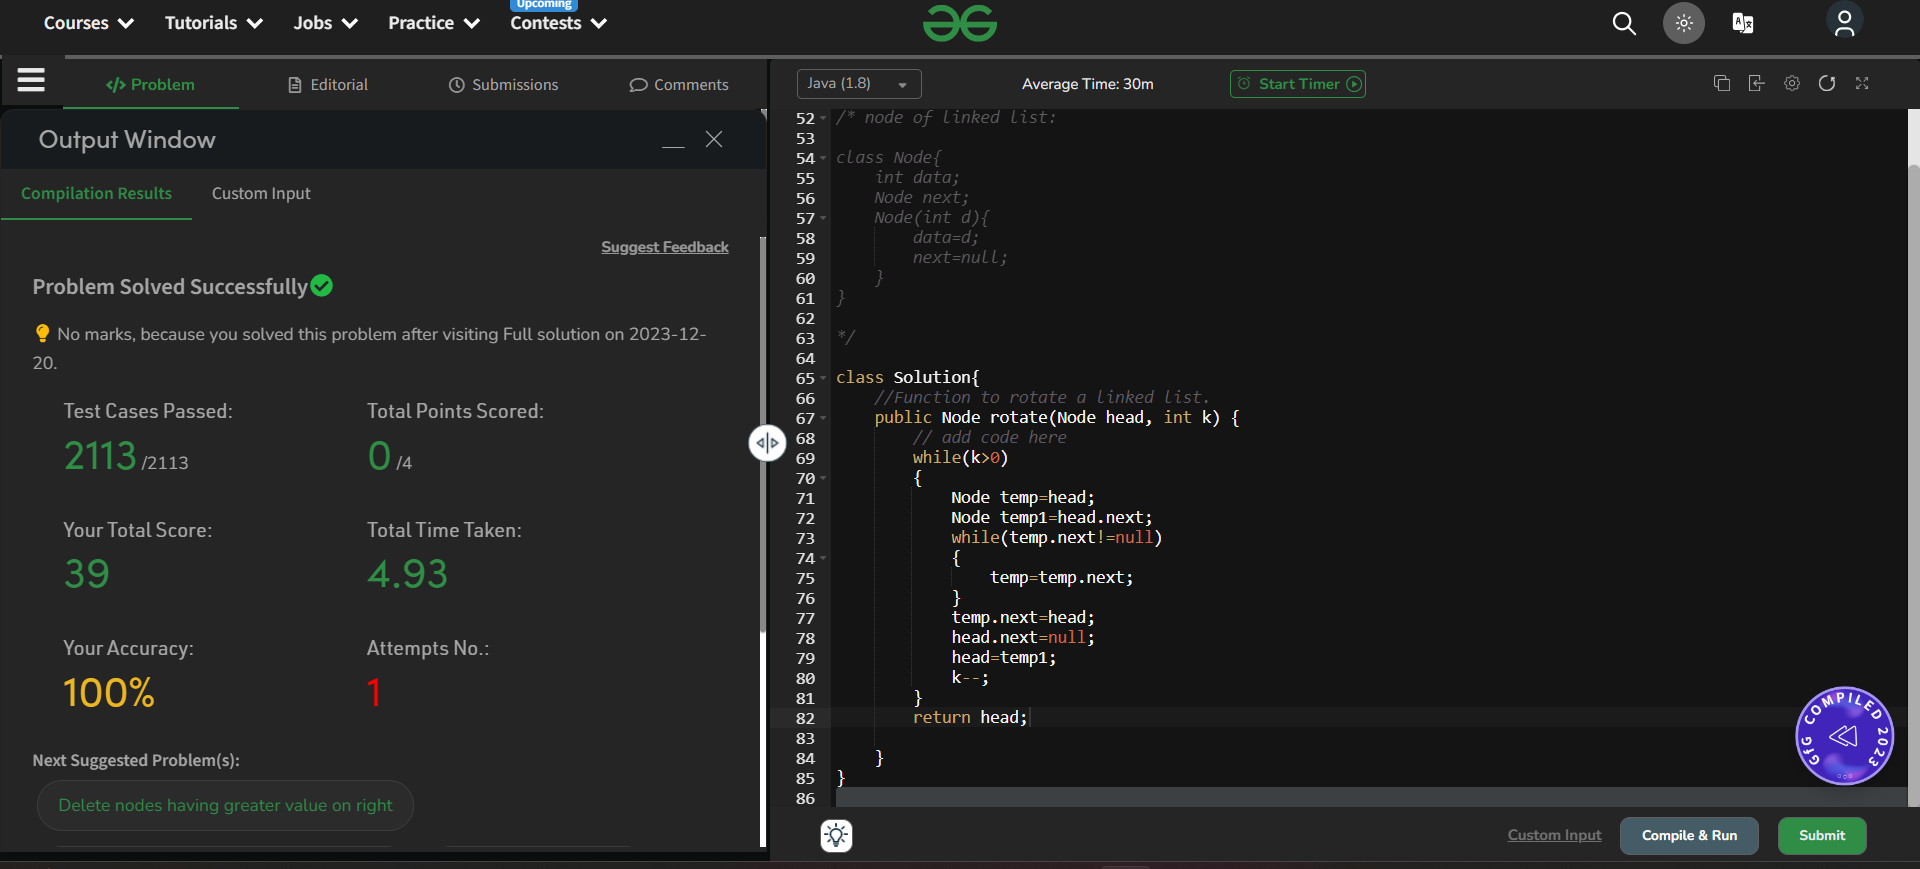 Courses
Tutorials
Jobs
Practice
Upcoming
Contests
Problem
Editorial
Submissions
Comments
Output Window
Compilation Results
Custom Input
Suggest Feedback
Problem Solved Successfully
No marks, because you solved this problem after visiting Full solution on 2023-12-
20.
Test Cases Passed:
2113 /2113
Total Points Scored:
0 /4
Your Total Score:
39
Total Time Taken:
4.93
Your Accuracy:
100%
Attempts No.:
1
Next Suggested Problem(s):
Delete nodes having greater value on right
Java (1.8)
Average Time: 30m
Start Timer
52 /* node of linked list:
53
54 class Node{
55     int data;
56     Node next;
57     Node(int d){
58         data=d;
59         next=null;
60     }
61 }
62
63 */
64
65 class Solution{
66     //Function to rotate a linked list.
67     public Node rotate(Node head, int k) {
68         // add code here
69         while(k>0)
70         {
71             Node temp=head;
72             Node temp1=head.next;
73             while(temp.next!=null)
74             {
75                 temp=temp.next;
76             }
77             temp.next=head;
78             head.next=null;
79             head=temp1;
80             k--;
81         }
82         return head;
83
84     }
85 }
86
GfG COMPILED 2023
Custom Input
Compile & Run
Submit